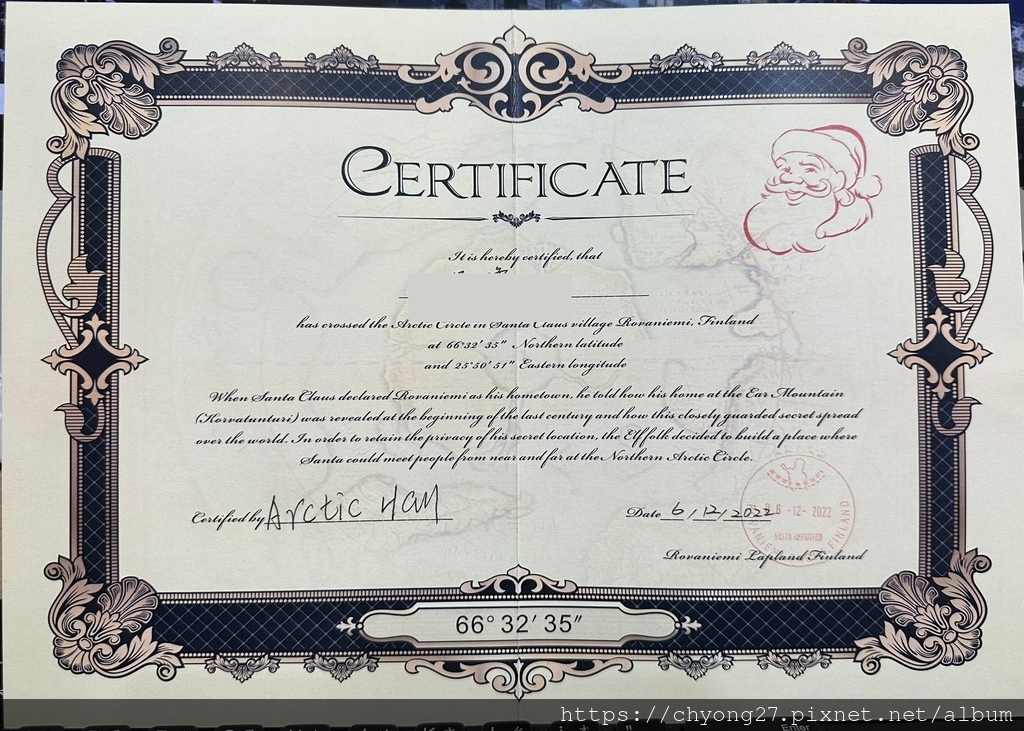 CERTIFICATE
It is hereby certified, that
has crossed the Arctic Circle in Santa Claus village Rovaniemi, Finland
at 66°32'35" Northern latitude
and 25°50'51" Eastern longitude
When Santa Claus declared Rovaniemi as his hometown, he told how his home at the Ear Mountain
(Korvatunturi) was revealed at the beginning of the last century and how this closely guarded secret spread
over the world. In order to retain the privacy of his secret location, the Elffolk decided to build a place where
Santa could meet people from near and far at the Northern Arctic Circle.
Certified by Arctic Hall
Date 6/12/2022
6-12-2022
SANTA APPROVED
FINLAND
Rovaniemi Lapland Finland
66° 32' 35"
https://chyong27.pixnet.net/album
Enter